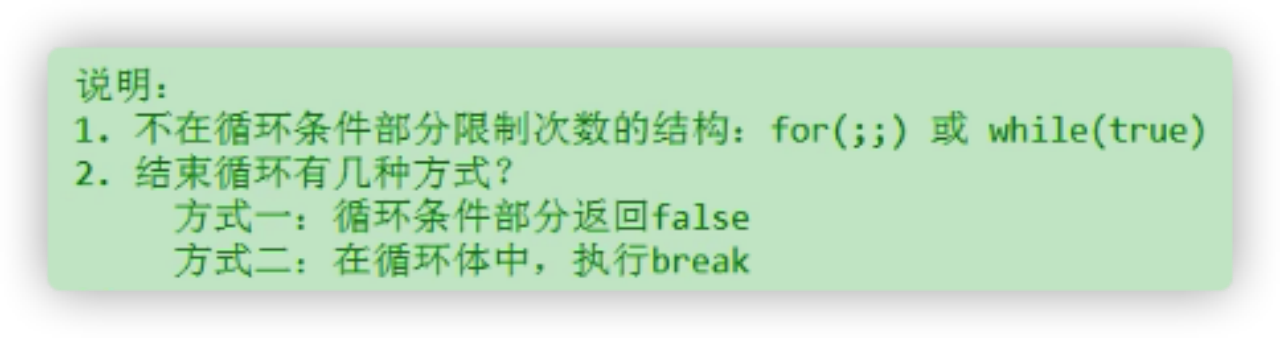 说明：
1. 不在循环条件部分限制次数的结构：for(;;) 或 while(true)
2. 结束循环有几种方式？
方式一：循环条件部分返回false
方式二：在循环体中，执行break